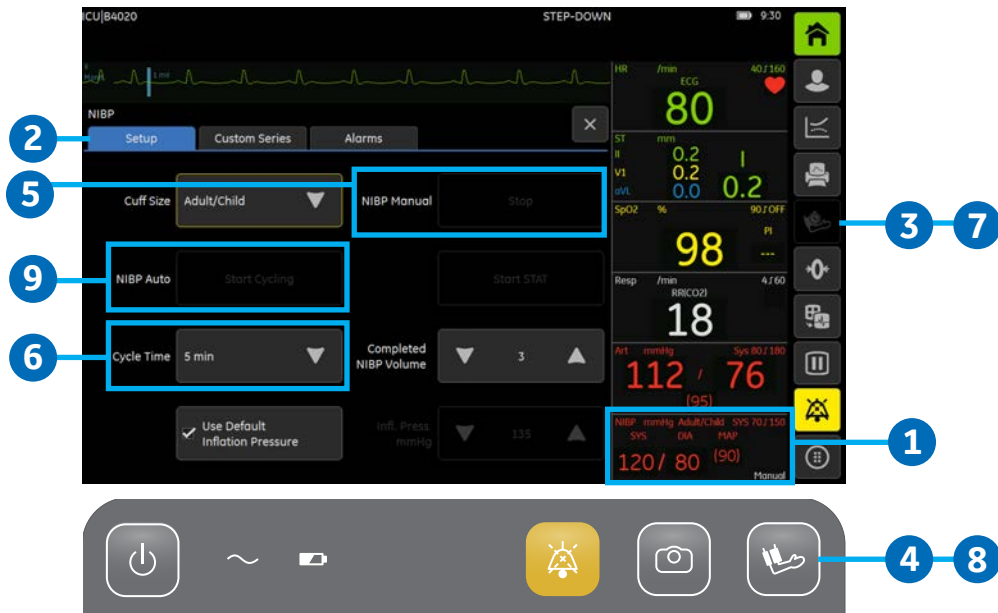 ICU|B4020 STEP-DOWN 9:30
II
1 mV
HR /min 40 160
ECG
80
NIBP
2 Setup Custom Series Alarms
5
ST mm
II 0.2 I
V1 0.2
aVL 0.0 0.2
Cuff Size Adult/Child NIBP Manual Stop
SpO2 % 90 OFF
PI
98 ---
3 7
9 NIBP Auto Start Cycling Start STAT
Resp /min 4 60
RR(CO2)
18
6 Cycle Time 5 min
Completed
NIBP Volume 3
Art mmHg Sys 80 180
112 / 76
(95)
Use Default
Inflation Pressure
Infl. Press.
mmHg 135
NIBP mmHg Adult/Child SYS 70 150
SYS DIA MAP
120/ 80 (90)
Manual
1
4 8